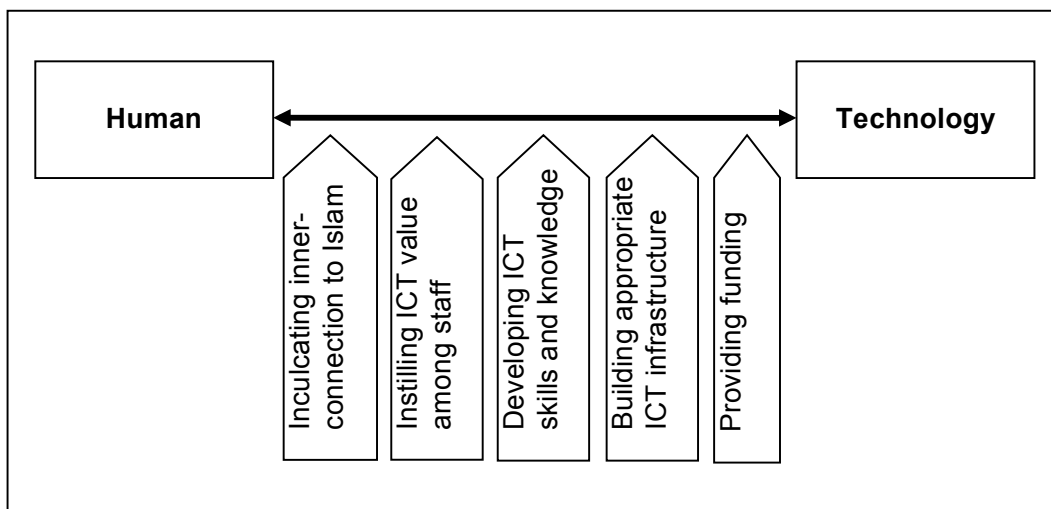 Human
Technology
Inculcating inner-
connection to Islam
Instilling ICT value
among staff
Developing ICT
skills and knowledge
Building appropriate
ICT infrastructure
Providing funding